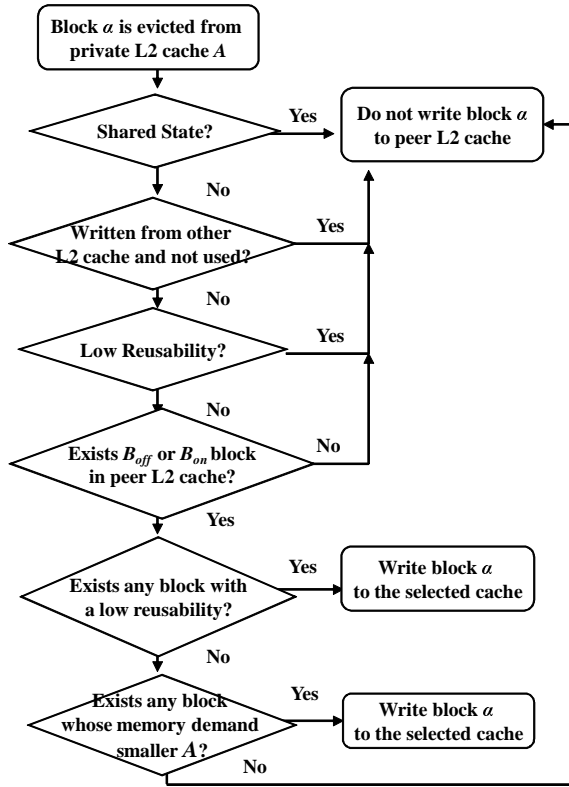 Block α is evicted from
private L2 cache A
Shared State?
Yes
Do not write block α
to peer L2 cache
No
Written from other
L2 cache and not used?
Yes
No
Low Reusability?
Yes
No
Exists Boff or Bon block
in peer L2 cache?
No
Yes
Exists any block with
a low reusability?
Yes
Write block α
to the selected cache
No
Exists any block
whose memory demand
smaller A?
Yes
Write block α
to the selected cache
No